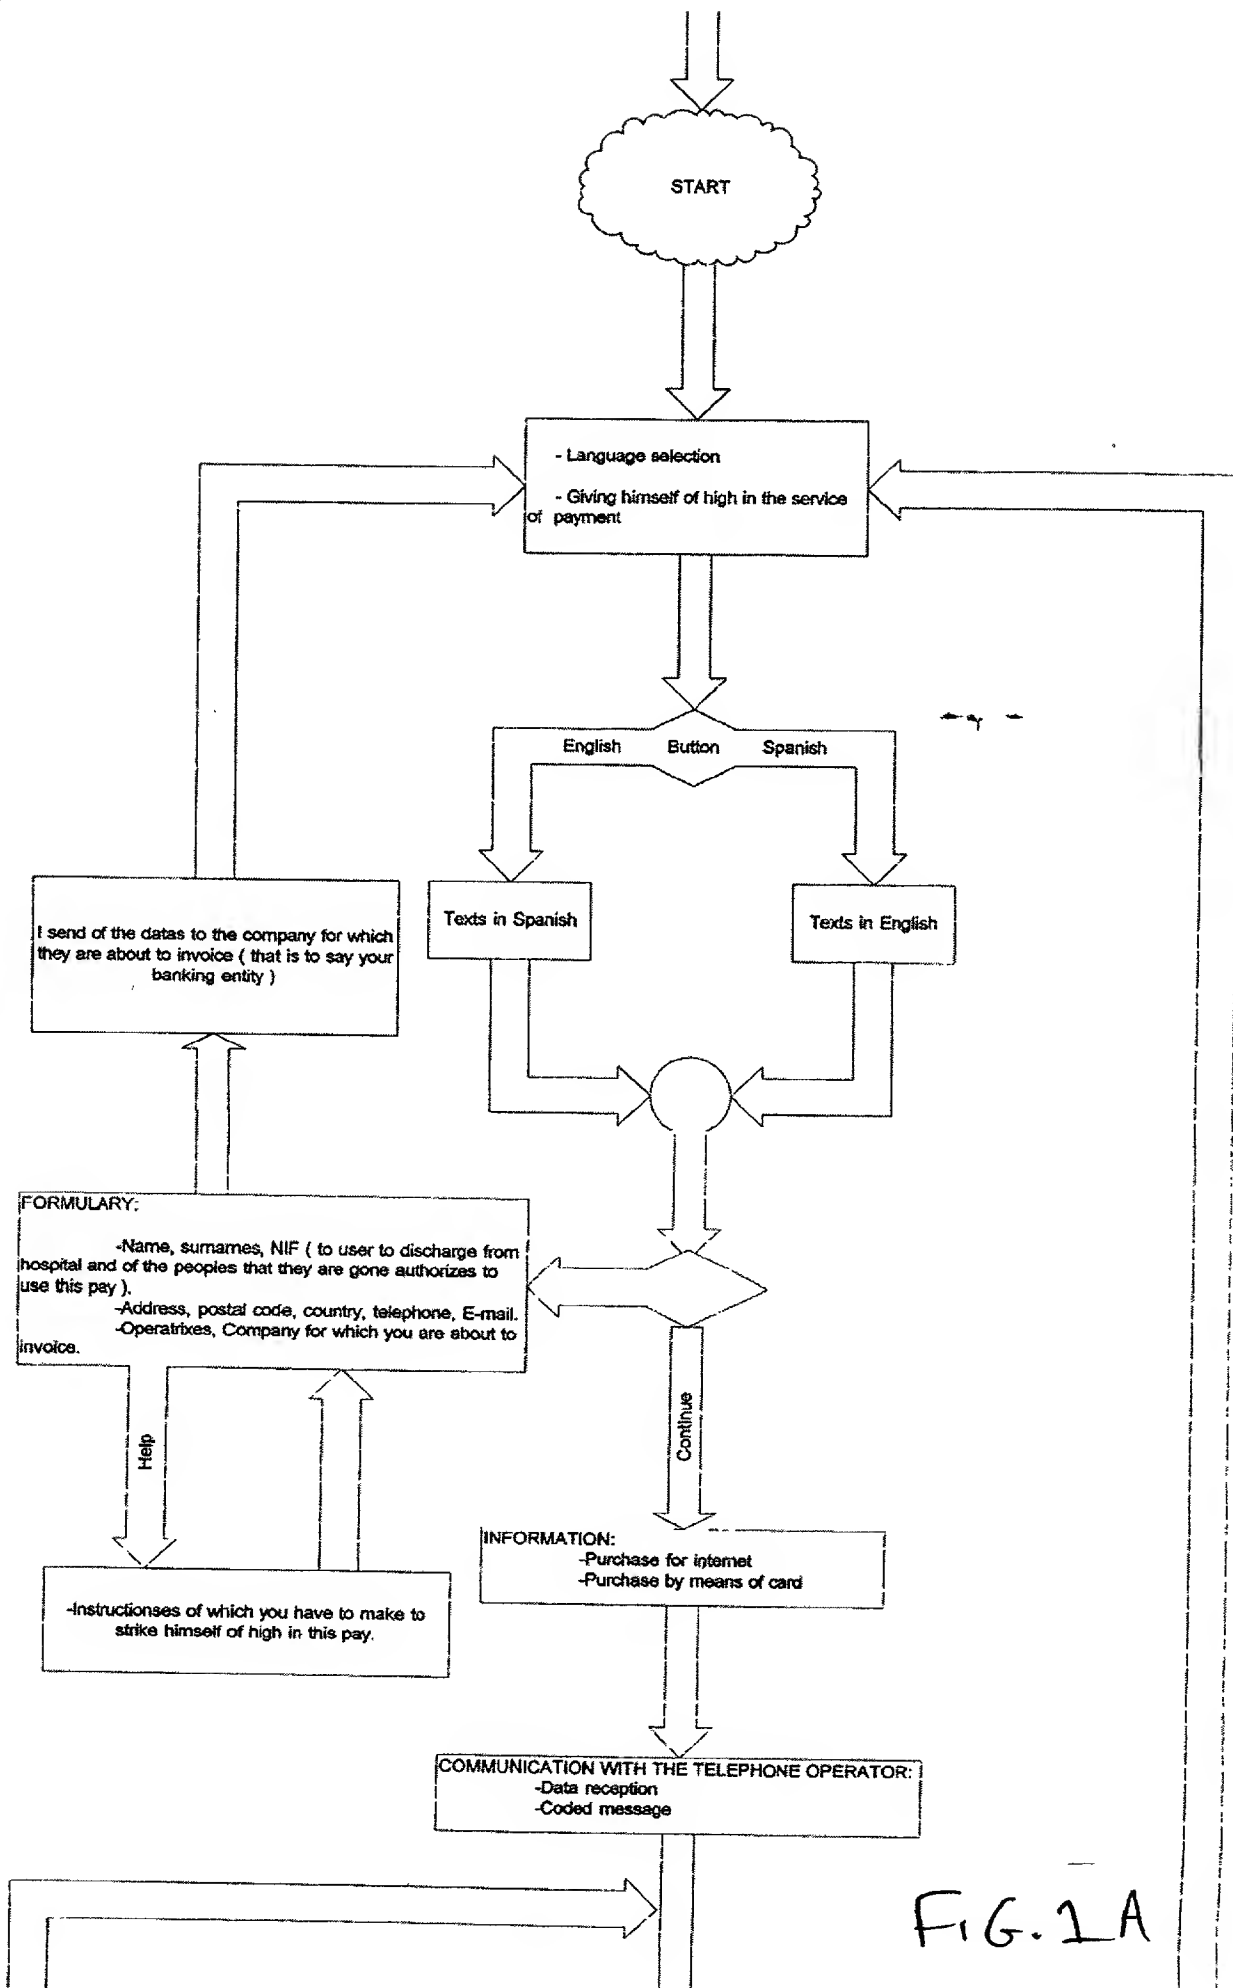 START
- Language selection
- Giving himself of high in the service
of payment
English Button Spanish
Texts in Spanish
Texts in English
I send of the datas to the company for which
they are about to invoice ( that is to say your
banking entity )
FORMULARY:
-Name, surnames, NIF ( to user to discharge from
hospital and of the peoples that they are gone authorizes to
use this pay ).
-Address, postal code, country, telephone, E-mail.
-Operatrixes, Company for which you are about to
invoice.
Help
Continue
-Instructionses of which you have to make to
strike himself of high in this pay.
INFORMATION:
-Purchase for internet
-Purchase by means of card
COMMUNICATION WITH THE TELEPHONE OPERATOR:
-Data reception
-Coded message
FIG. 1A